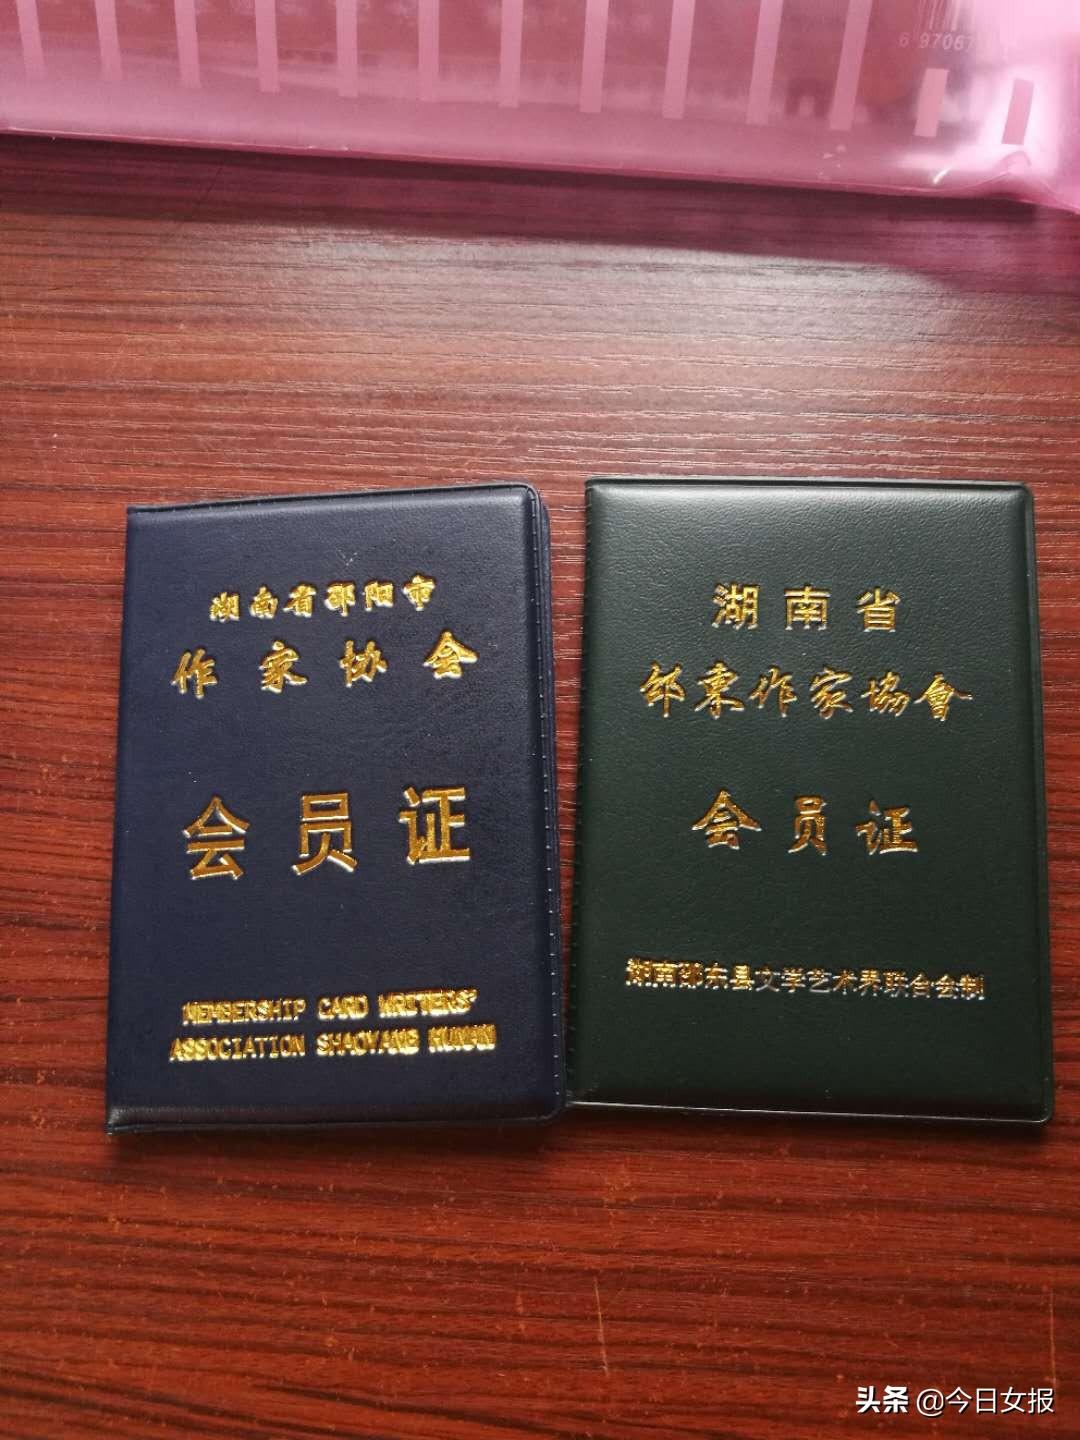 6 97067
湖南省邵阳市
作家协会
会员证
MEMBERSHIP CARD WRITERS'
ASSOCIATION SHAOYANG HUNAN
湖南省
邵東作家協會
会员证
湖南邵东县文学艺术界联合会制
头条 @今日女报